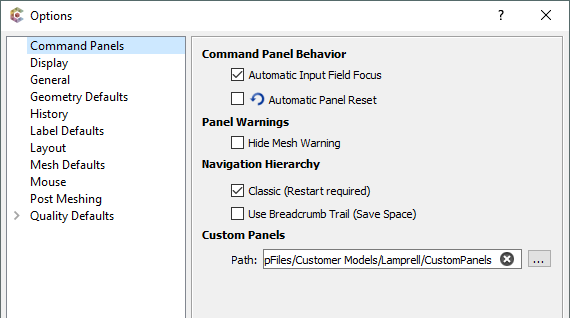 Options
Command Panels
Display
General
Geometry Defaults
History
Label Defaults
Layout
Mesh Defaults
Mouse
Post Meshing
Quality Defaults
Command Panel Behavior
Automatic Input Field Focus
Automatic Panel Reset
Panel Warnings
Hide Mesh Warning
Navigation Hierarchy
Classic (Restart required)
Use Breadcrumb Trail (Save Space)
Custom Panels
Path: pFiles/Customer Models/Lamprell/CustomPanels ...